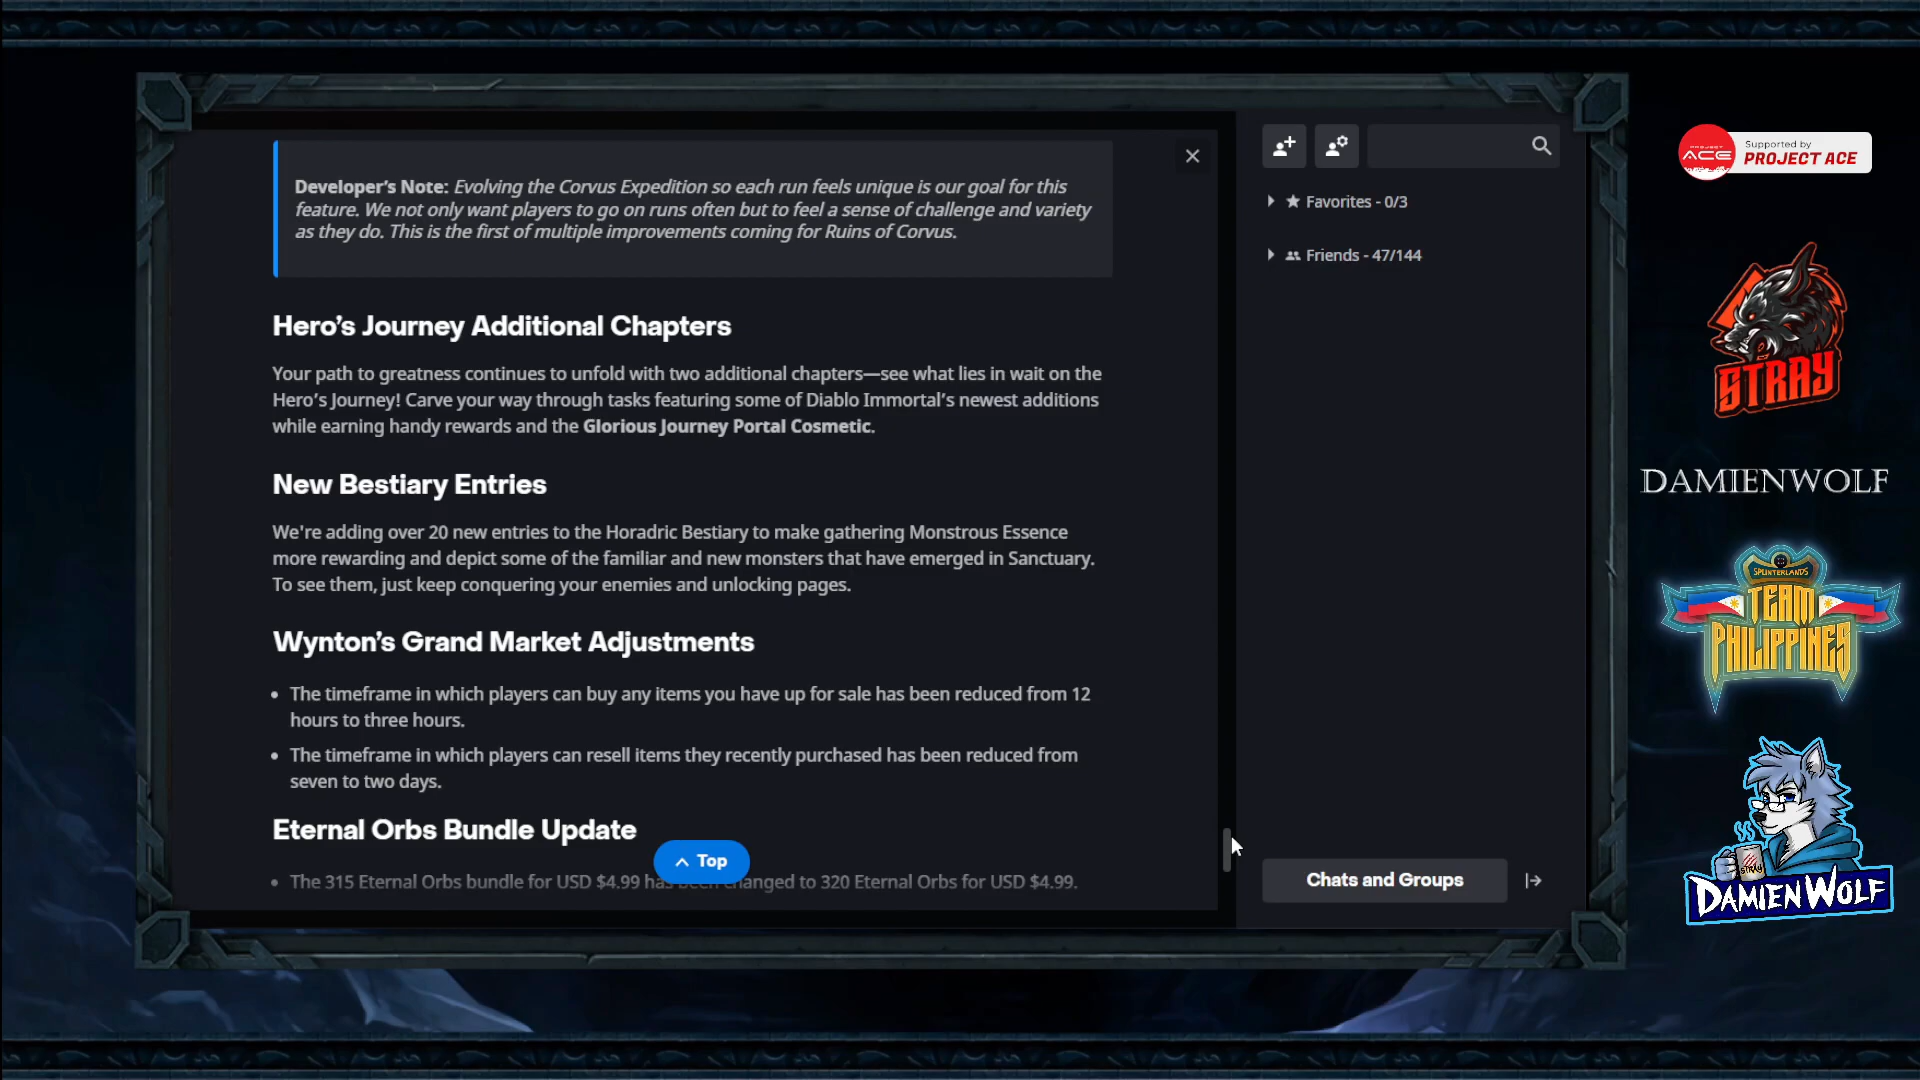 Developer's Note: Evolving the Corvus Expedition so each run feels unique is our goal for this
feature. We not only want players to go on runs often but to feel a sense of challenge and variety
as they do. This is the first of multiple improvements coming for Ruins of Corvus.
Hero's Journey Additional Chapters
Your path to greatness continues to unfold with two additional chapters—see what lies in wait on the
Hero's Journey! Carve your way through tasks featuring some of Diablo Immortal's newest additions
while earning handy rewards and the Glorious Journey Portal Cosmetic.
New Bestiary Entries
We're adding over 20 new entries to the Horadric Bestiary to make gathering Monstrous Essence
more rewarding and depict some of the familiar and new monsters that have emerged in Sanctuary.
To see them, just keep conquering your enemies and unlocking pages.
Wynton's Grand Market Adjustments
• The timeframe in which players can buy any items you have up for sale has been reduced from 12
hours to three hours.
• The timeframe in which players can resell items they recently purchased has been reduced from
seven to two days.
Eternal Orbs Bundle Update
Top
• The 315 Eternal Orbs bundle for USD $4.99 has been changed to 320 Eternal Orbs for USD $4.99.
Favorites - 0/3
Friends - 47/144
Chats and Groups
PROJECT
ACE
Supported by
PROJECT ACE
STRAY
DAMIENWOLF
SPLINTERLANDS
TEAM
PHILIPPINES
STRAY
DAMIEN WOLF